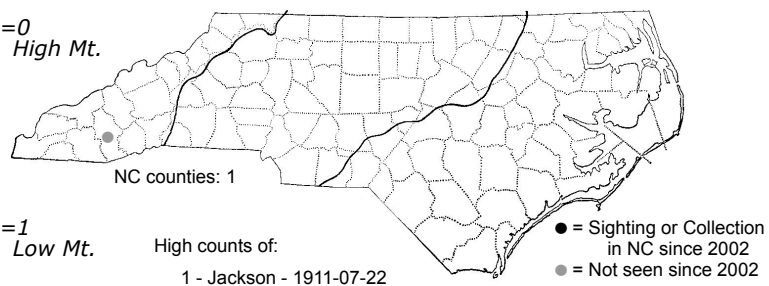 =0
High Mt.
NC counties: 1
=1
Low Mt.
High counts of:
1 - Jackson - 1911-07-22
● = Sighting or Collection
in NC since 2002
● = Not seen since 2002